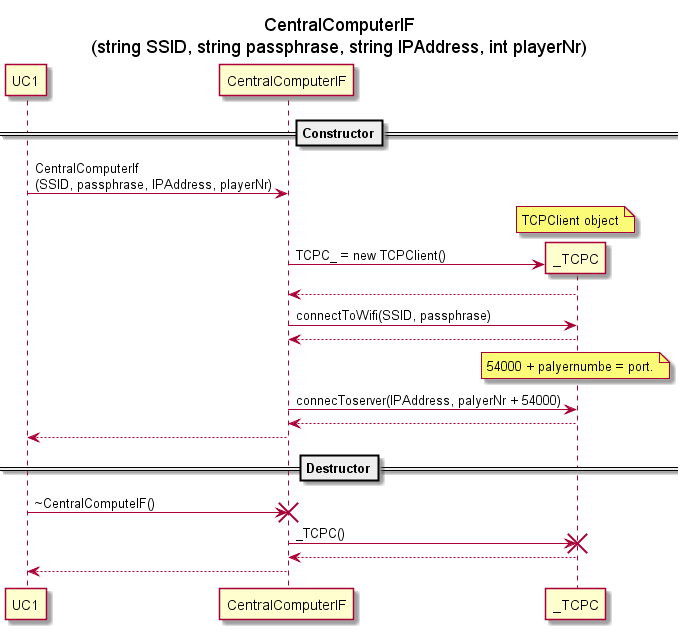 CentralComputerIF
(string SSID, string passphrase, string IPAddress, int playerNr)
UC1
CentralComputerIF
Constructor
CentralComputerIf
(SSID, passphrase, IPAddress, playerNr)
TCPClient object
TCPC_ = new TCPClient()
_TCPC
connectToWifi(SSID, passphrase)
54000 + palyernumbe = port.
connecToserver(IPAddress, palyerNr + 54000)
Destructor
~CentralComputeIF()
_TCPC()
UC1
CentralComputerIF
_TCPC